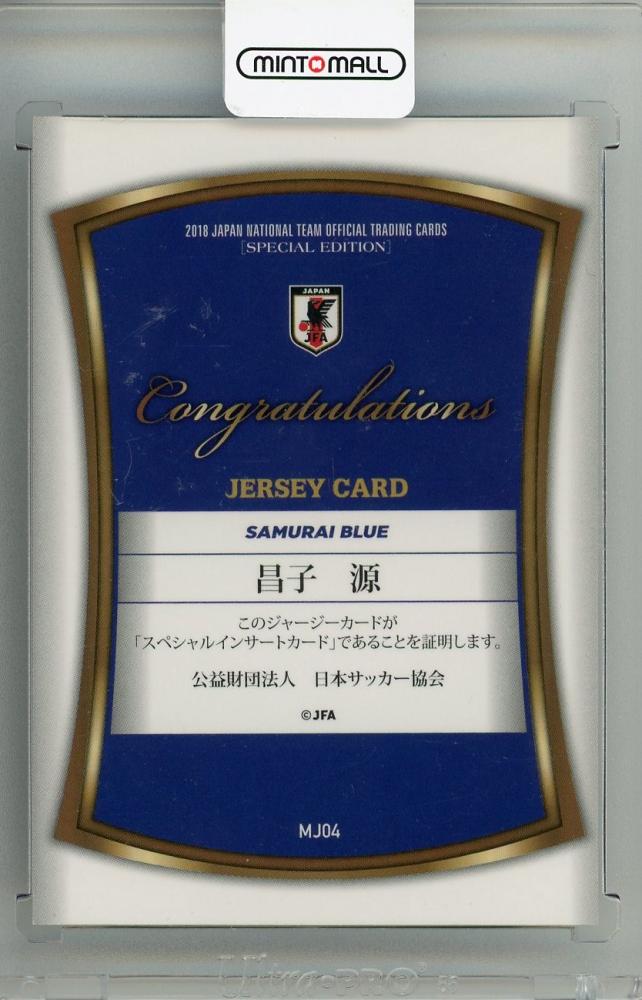 MINTOMALL
2018 JAPAN NATIONAL TEAM OFFICIAL TRADING CARDS
[SPECIAL EDITION]
JAPAN
JFA
Congratulations
JERSEY CARD
SAMURAI BLUE
昌子 源
このジャージーカードが
「スペシャルインサートカード」であることを証明します。
公益財団法人 日本サッカー協会
©JFA
MJ04
Ultra-PRO